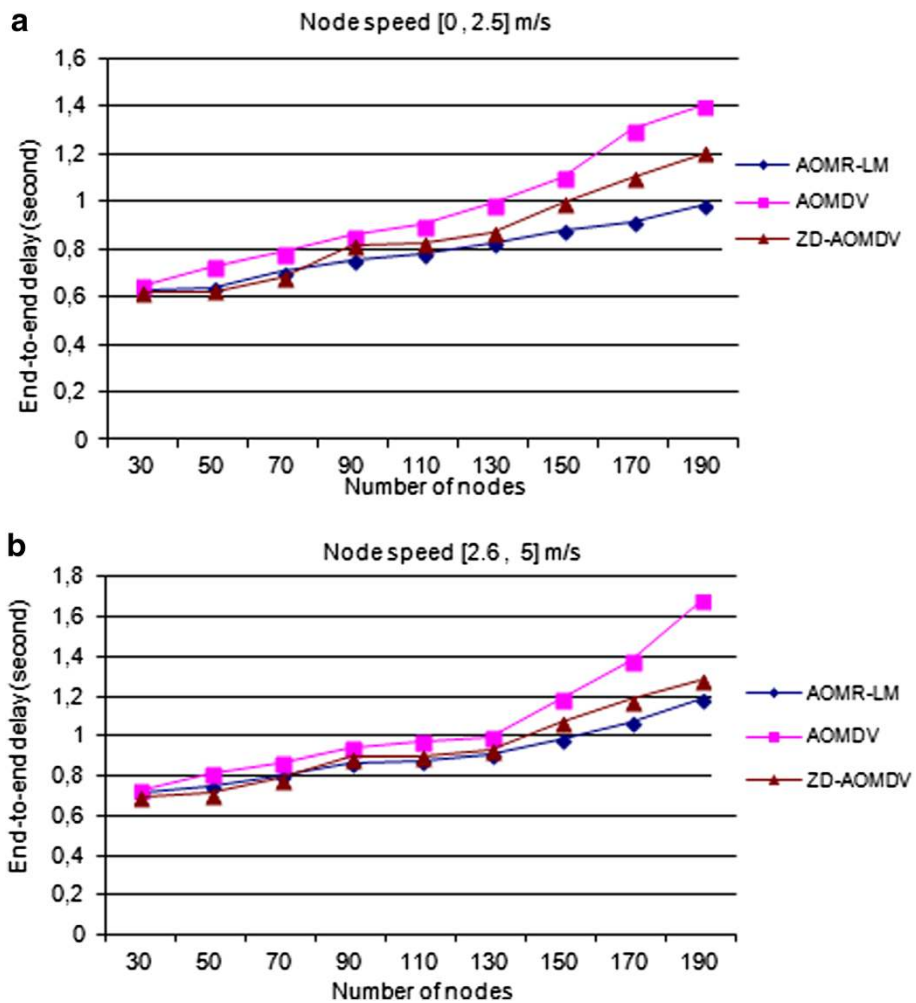 a
Node speed [0 , 2.5] m/s
End-to-end delay (second)
1,6
1,4
1,2
1
0,8
0,6
0,4
0,2
0
30 50 70 90 110 130 150 170 190
Number of nodes
AOMR-LM
AOMDV
ZD-AOMDV
b
Node speed [2.6 , 5] m/s
End-to-end delay (second)
1,8
1,6
1,4
1,2
1
0,8
0,6
0,4
0,2
0
30 50 70 90 110 130 150 170 190
Number of nodes
AOMR-LM
AOMDV
ZD-AOMDV